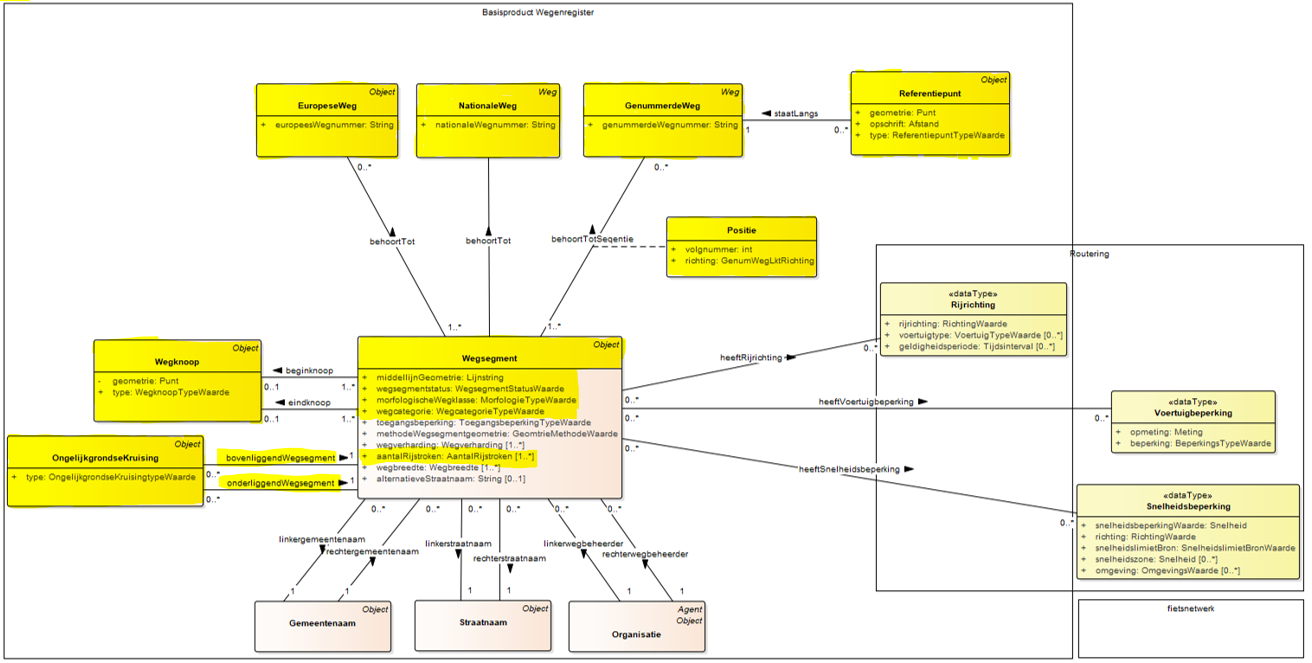 Basisproduct Wegenregister
Object
EuropeseWeg
+ europeesWegnummer: String
Weg
NationaleWeg
+ nationaleWegnummer: String
Weg
GenummerdeWeg
+ genummerdeWegnummer: String
staatLangs
1
0..*
Object
Referentiepunt
+ geometrie: Punt
+ opschrift: Afstand
+ type: ReferentiepuntTypeWaarde
0..*
0..*
behoortTot
behoortTot
behoortTotSeqentie
1..*
1..*
Positie
+ volgnummer: int
+ richting: GenumWegLktRichting
Routering
«dataType»
Rijrichting
+ rijrichting: RichtingWaarde
+ voertuigtype: VoertuigTypeWaarde [0..*]
+ geldigheidsperiode: Tijdsinterval [0..*]
heeftRijrichting
0..*
0..*
Object
Wegknoop
- geometrie: Punt
+ type: WegknoopTypeWaarde
beginknoop
0..1
1..*
eindknoop
0..1
1..*
Object
Wegsegment
+ middellijnGeometrie: Lijnstring
+ wegsegmentstatus: WegsegmentStatusWaarde
+ morfologischeWegklasse: MorfologieTypeWaarde
+ wegcategorie: WegcategorieTypeWaarde
+ toegangsbeperking: ToegangsbeperkingTypeWaarde
+ methodeWegsegmentgeometrie: GeomtrieMethodeWaarde
+ wegverharding: Wegverharding [1..*]
+ aantalRijstroken: AantalRijstroken [1..*]
+ wegbreedte: Wegbreedte [1..*]
+ alternatieveStraatnaam: String [0..1]
heeftVoertuigbeperking
0..*
0..*
«dataType»
Voertuigbeperking
+ opmeting: Meting
+ beperking: BeperkingsTypeWaarde
Object
OngelijkgrondseKruising
+ type: OngelijkgrondseKruisingtypeWaarde
bovenliggendWegsegment
0..*
1
onderliggendWegsegment
0..*
1
heeftSnelheidsbeperking
0..*
0..*
«dataType»
Snelheidsbeperking
+ snelheidsbeperkingWaarde: Snelheid
+ richting: RichtingWaarde
+ snelheidslimietBron: SnelheidslimietBronWaarde
+ snelheidszone: Snelheid [0..*]
+ omgeving: OmgevingsWaarde [0..*]
0..*
0..*
0..*
0..*
0..*
0..*
linkergemeentenaam
rechtergemeentenaam
linkerstraatnaam
rechterstraatnaam
linkerwegbeheerder
rechterwegbeheerder
1
1
1
1
1
1
Object
Gemeentenaam
Object
Straatnaam
Agent
Object
Organisatie
fietsnetwerk